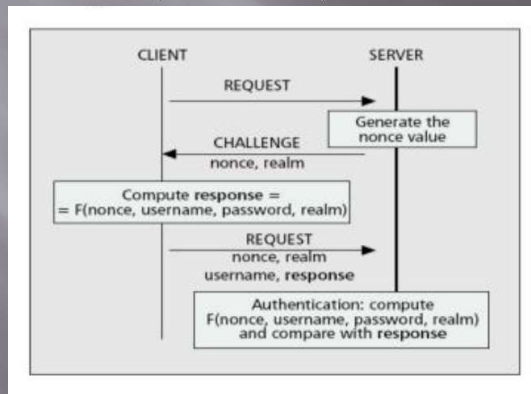 CLIENT SERVER
REQUEST
Generate the
nonce value
CHALLENGE
nonce, realm
Compute response =
= F(nonce, username, password, realm)
REQUEST
nonce, realm
username, response
Authentication: compute
F(nonce, username, password, realm)
and compare with response